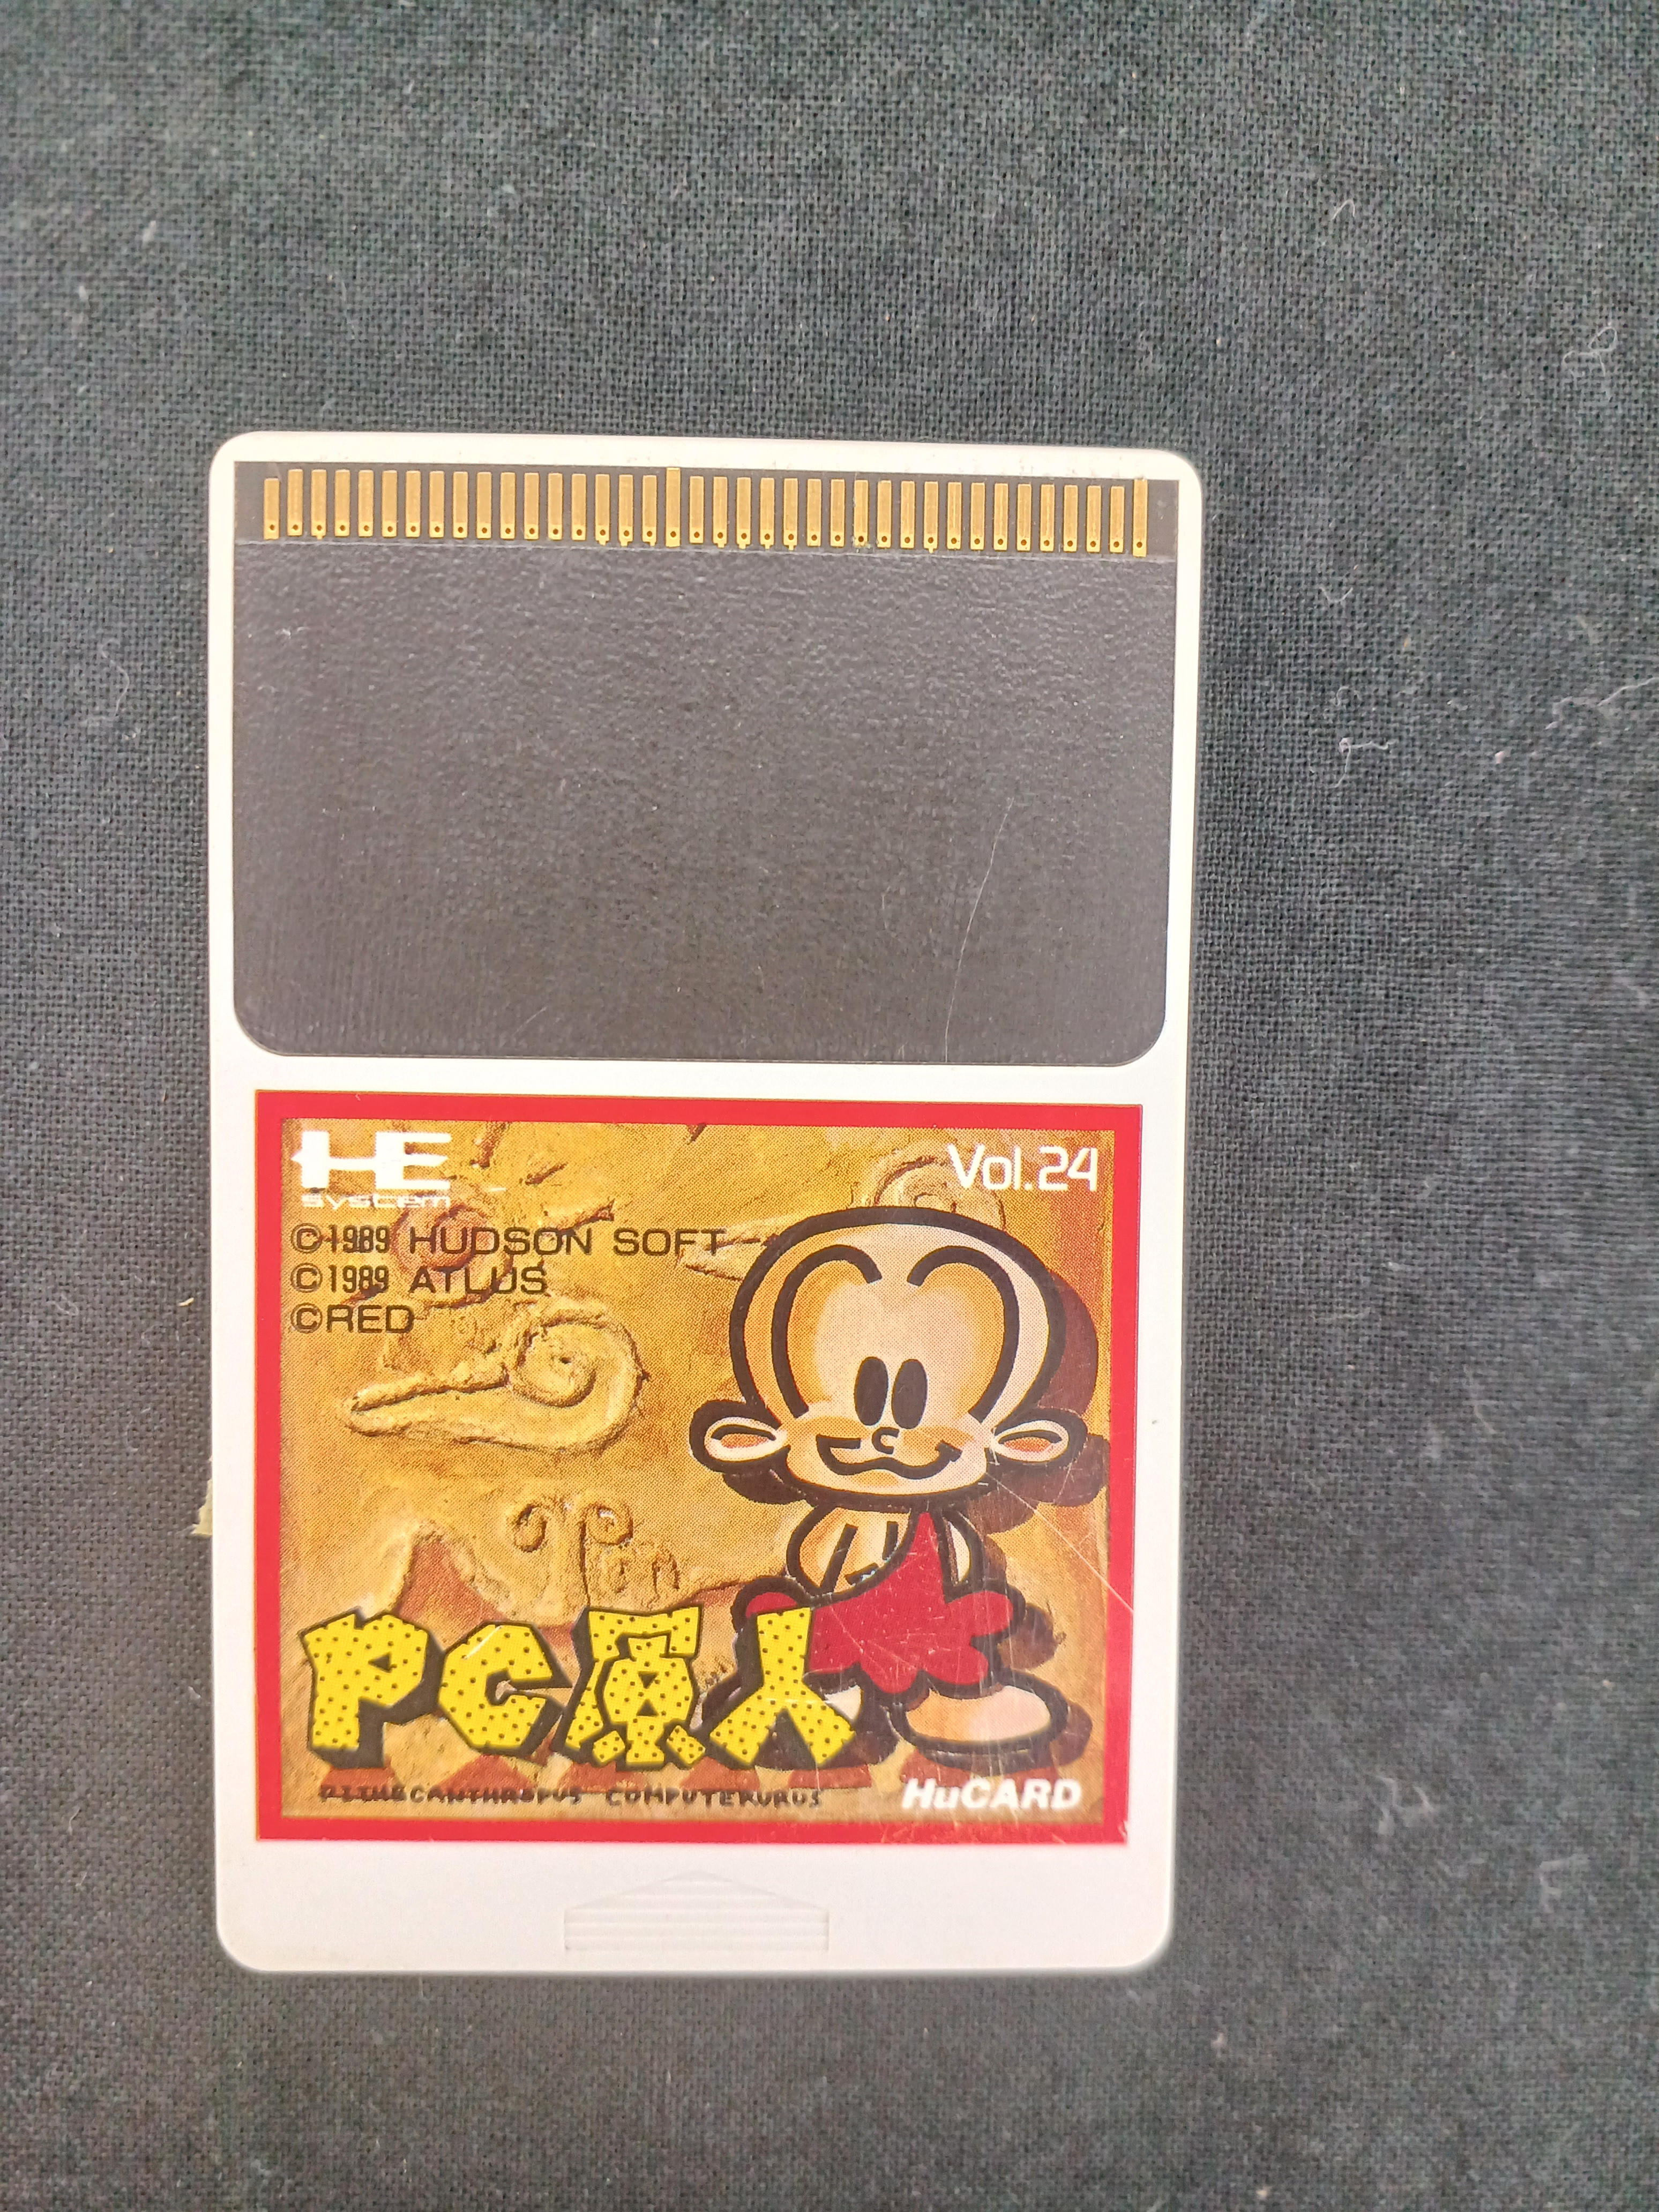 HE
system
Vol.24
©1989 HUDSON SOFT
©1989 ATLUS
©RED
PC原人
PITHECANTHROPUS COMPUTERURUS
HuCARD